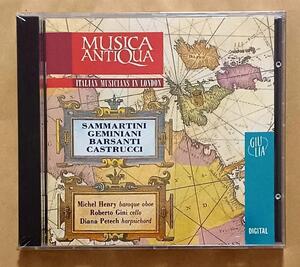 MUSICA
ANTIQUA
ITALIAN MUSICIANS IN LONDON
SAMMARTINI
GEMINIANI
BARSANTI
CASTRUCCI
Michel Henry baroque oboe
Roberto Gini cello
Diana Petech harpsichord
GIU
LIA
DIGITAL